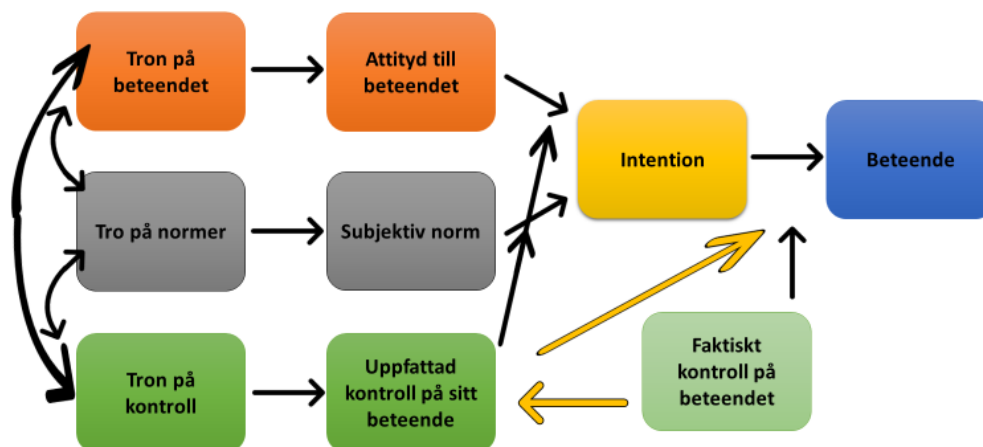 Tron på
beteendet
Attityd till
beteendet
Intention
Beteende
Tro på normer
Subjektiv norm
Tron på
kontroll
Uppfattad
kontroll på sitt
beteende
Faktiskt
kontroll på
beteendet